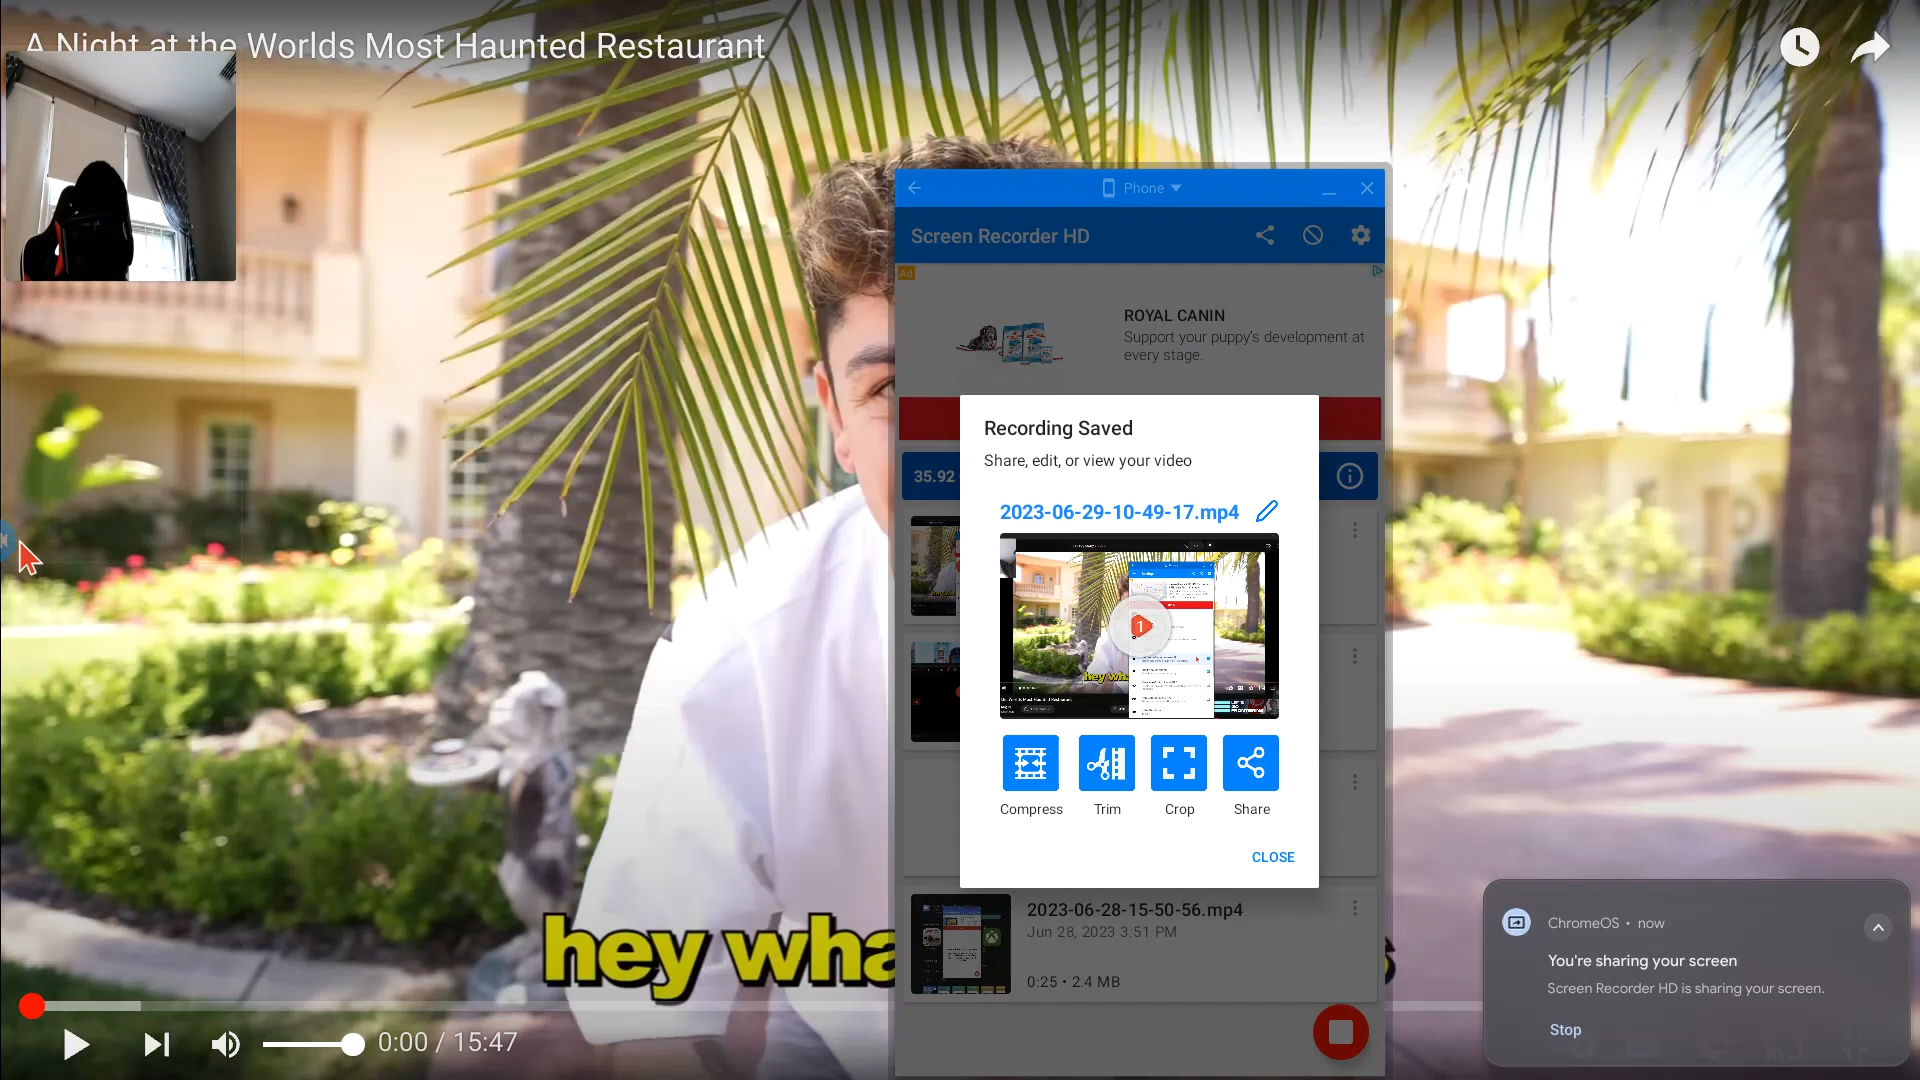 A Night at the Worlds Most Haunted Restaurant
Phone
Screen Recorder HD
Ad
ROYAL CANIN
Support your puppy's development at
every stage.
Recording Saved
Share, edit, or view your video
35.92
2023-06-29-10-49-17.mp4
1
hey wha
Compress
Trim
Crop
Share
CLOSE
2023-06-28-15-50-56.mp4
Jun 28, 2023 3:51 PM
0:25 • 2.4 MB
hey wha
s
ChromeOS • now
You're sharing your screen
Screen Recorder HD is sharing your screen.
Stop
0:00 / 15:47